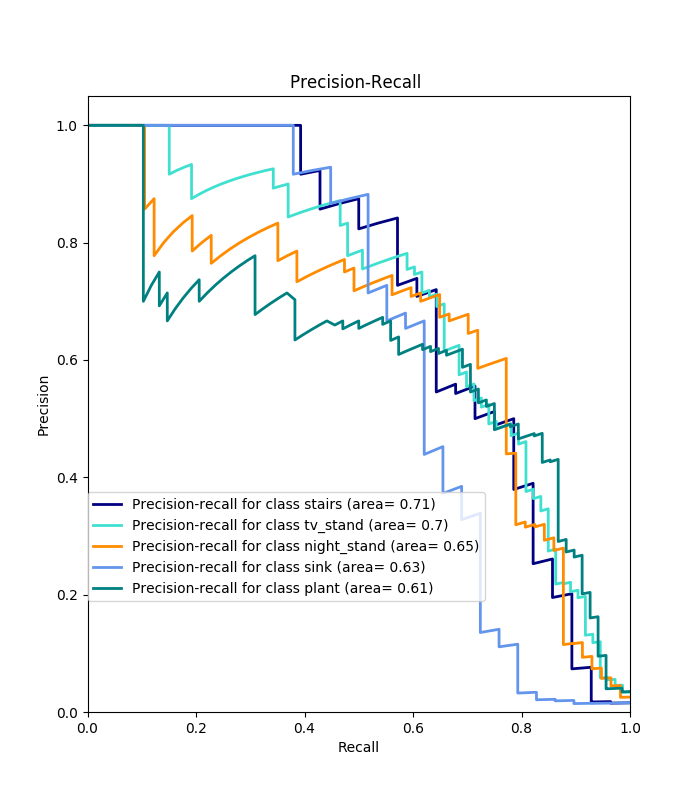 Precision-Recall
1.0
0.8
0.6
0.4
0.2
0.0
Precision
Precision-recall for class stairs (area= 0.71)
Precision-recall for class tv_stand (area= 0.7)
Precision-recall for class night_stand (area= 0.65)
Precision-recall for class sink (area= 0.63)
Precision-recall for class plant (area= 0.61)
0.0 0.2 0.4 0.6 0.8 1.0
Recall